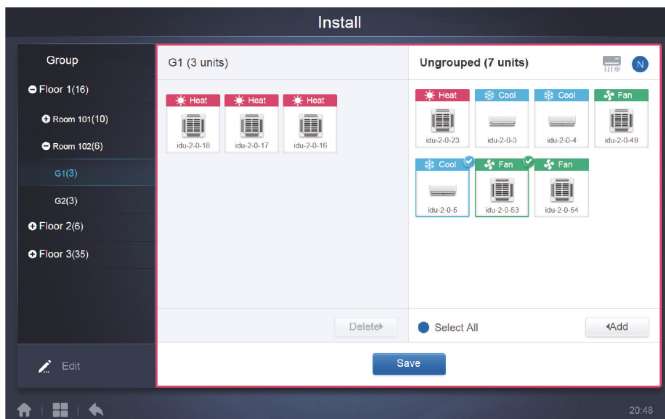 Install
Group
Floor 1(16)
Room 101(10)
Room 102(6)
G1(3)
G2(3)
Floor 2(6)
Floor 3(35)
Edit
G1 (3 units)
Heat Heat Heat
idu-2-0-18 idu-2-0-17 idu-2-0-16
Delete
Ungrouped (7 units)
N
Heat Cool Cool Fan
idu-2-0-23 idu-2-0-3 idu-2-0-4 idu-2-0-49
Cool Fan Fan
idu-2-0-5 idu-2-0-53 idu-2-0-54
Select All
Add
Save
20:48